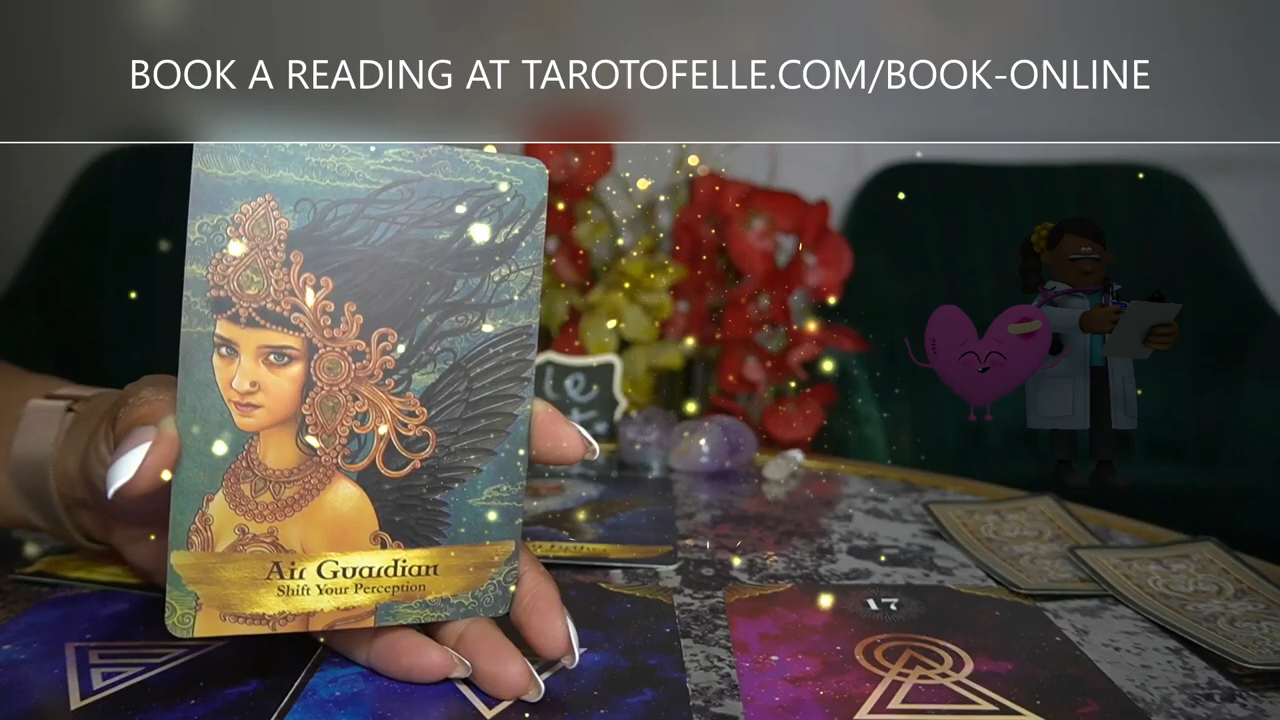 BOOK A READING AT TAROTOFELLE.COM/BOOK-ONLINE
Air Guardian
Shift Your Perception
17